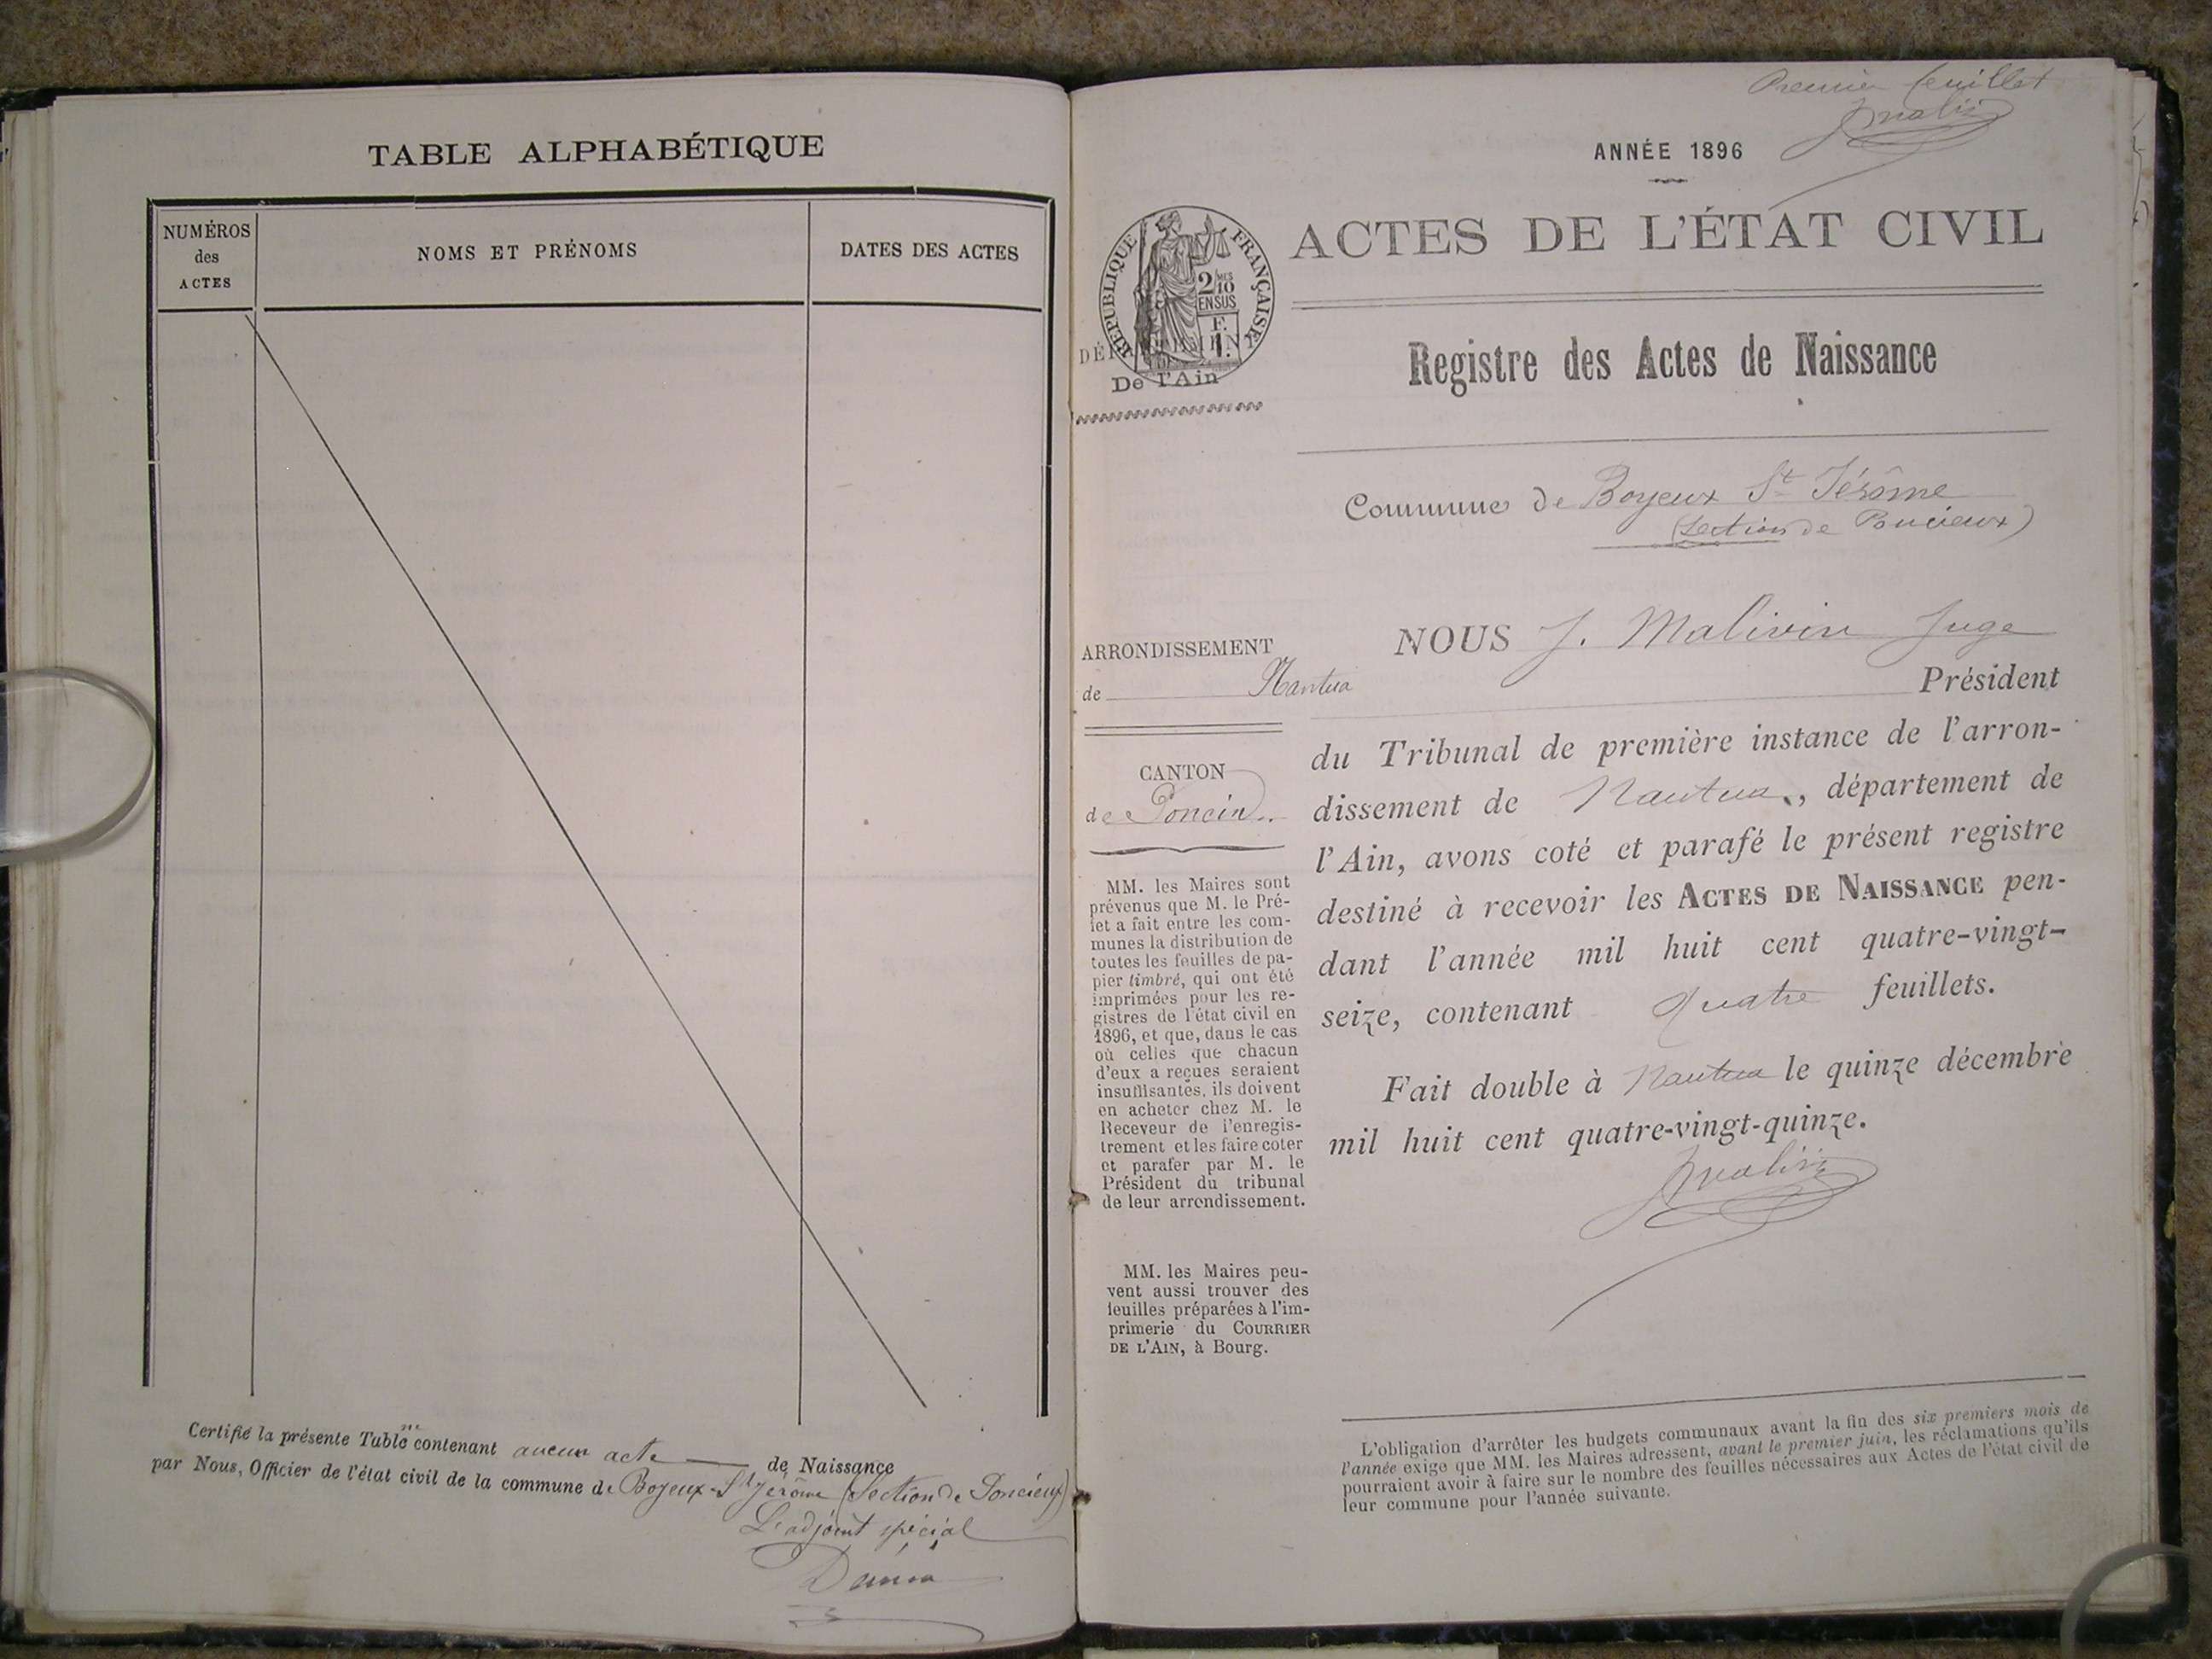 TABLE ALPHABÉTIQUE
NUMÉROS
des
ACTES
NOMS ET PRÉNOMS
DATES DES ACTES
Certifié la présente Table contenant aucun acte de Naissance
par Nous, Officier de l'état civil de la commune de Boyeux-St Jérôme (Section de Poncieux)
L'adjoint spécial
Premier feuillet
ANNÉE 1896
RÉPUBLIQUE FRANÇAISE
2/10
MES
EN SUS
F.
1.
DÉPARTEMENT
De l'Ain
ACTES DE L'ÉTAT CIVIL
Registre des Actes de Naissance
Commune de Boyeux St Jérôme
(Section de Poncieux)
ARRONDISSEMENT
de Nantua
CANTON
de Poncin
MM. les Maires sont
prévenus que M. le Pré-
fet a fait entre les com-
munes la distribution de
toutes les feuilles de pa-
pier timbré, qui ont été
imprimées pour les re-
gistres de l'état civil en
1896, et que, dans le cas
où celles que chacun
d'eux a reçues seraient
insuffisantes, ils doivent
en acheter chez M. le
Receveur de l'enregis-
trement et les faire coter
et parafer par M. le
Président du tribunal
de leur arrondissement.
MM. les Maires peu-
vent aussi trouver des
feuilles préparées à l'im-
primerie du COURRIER
DE L'AIN, à Bourg.
NOUS J. Malivin Juge
Président
du Tribunal de première instance de l'arron-
dissement de Nantua, département de
l'Ain, avons coté et parafé le présent registre
destiné à recevoir les ACTES DE NAISSANCE pen-
dant l'année mil huit cent quatre-vingt-
seize, contenant quatre feuillets.
Fait double à Nantua le quinze décembre
mil huit cent quatre-vingt-quinze.
L'obligation d'arrêter les budgets communaux avant la fin des six premiers mois de
l'année exige que MM. les Maires adressent, avant le premier juin, les réclamations qu'ils
pourraient avoir à faire sur le nombre des feuilles nécessaires aux Actes de l'état civil de
leur commune pour l'année suivante.